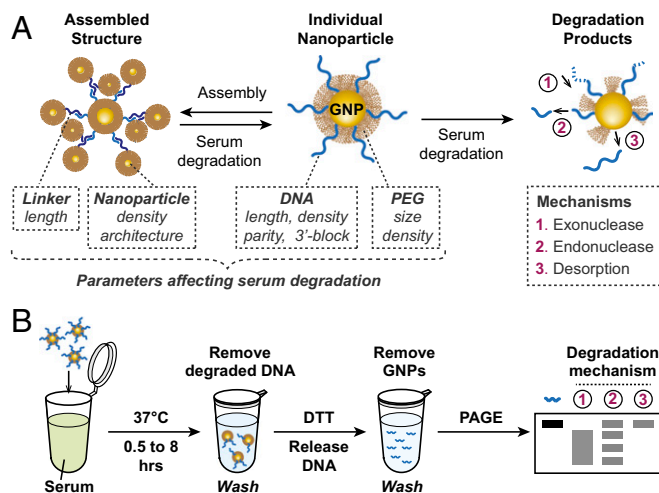 A
Assembled
Structure
Individual
Nanoparticle
Degradation
Products
Assembly
Serum
degradation
GNP
Serum
degradation
1
2
3
Linker
length
Nanoparticle
density
architecture
DNA
length, density
parity, 3'-block
PEG
size
density
Parameters affecting serum degradation
Mechanisms
1. Exonuclease
2. Endonuclease
3. Desorption
B
Serum
37°C
0.5 to 8
hrs
Remove
degraded DNA
Wash
DTT
Release
DNA
Remove
GNPs
Wash
PAGE
Degradation
mechanism
1 2 3